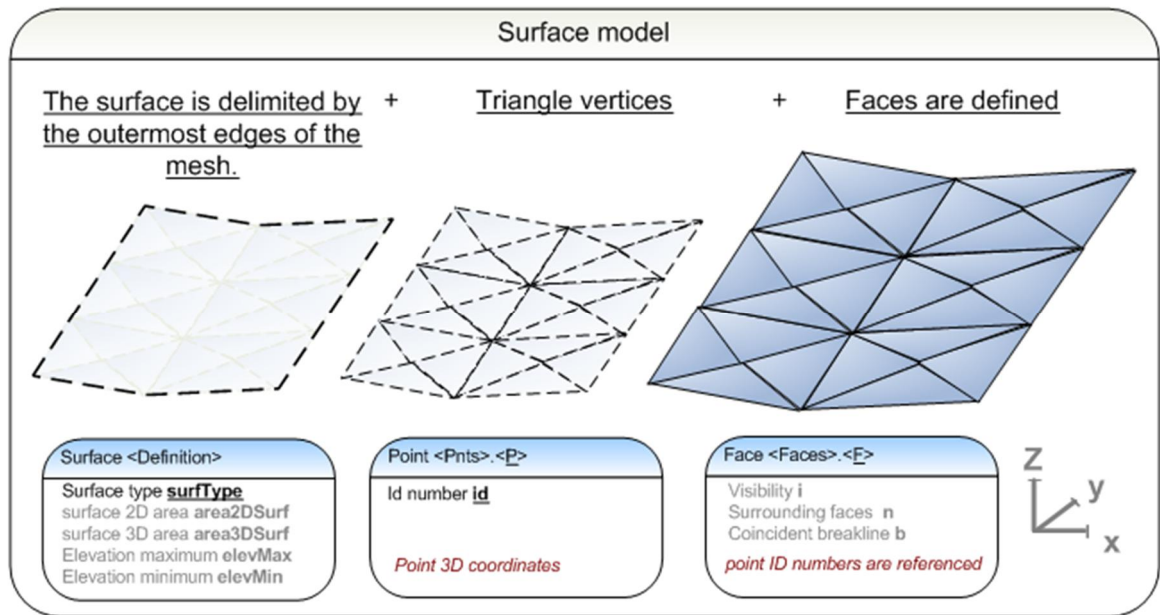 Surface model
The surface is delimited by
the outermost edges of the
mesh.
+
Triangle vertices
+
Faces are defined
Surface <Definition>
Surface type surfType
surface 2D area area2DSurf
surface 3D area area3DSurf
Elevation maximum elevMax
Elevation minimum elevMin
Point <Pnts>.<P>
Id number id
Point 3D coordinates
Face <Faces>.<F>
Visibility i
Surrounding faces n
Coincident breakline b
point ID numbers are referenced
Z
y
x